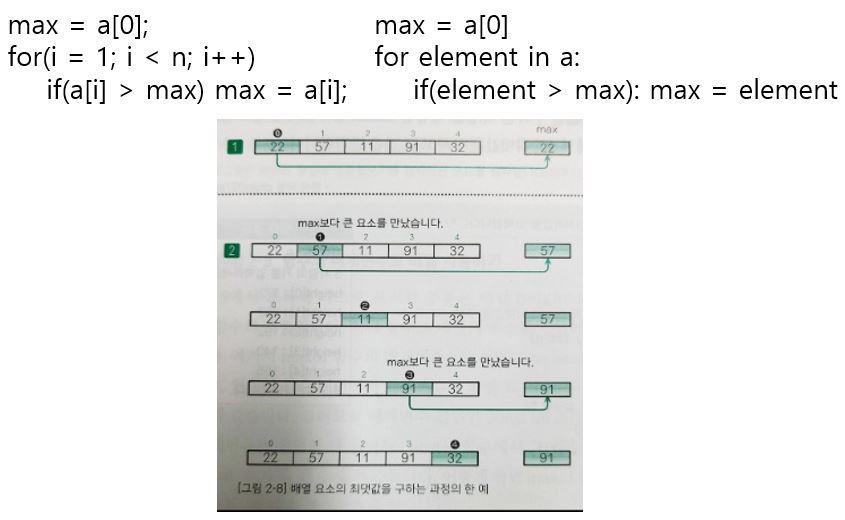 max = a[0];
for(i = 1; i < n; i++)
if(a[i] > max) max = a[i];
max = a[0]
for element in a:
if(element > max): max = element
0 1 2 3 4 max
1 22 57 11 91 32 22
max보다 큰 요소를 만났습니다.
0 1 2 3 4
2 22 57 11 91 32 57
0 1 2 3 4
22 57 11 91 32 57
max보다 큰 요소를 만났습니다.
0 1 2 3 4
22 57 11 91 32 91
0 1 2 3 4
22 57 11 91 32 91
[그림 2-8] 배열 요소의 최댓값을 구하는 과정의 한 예